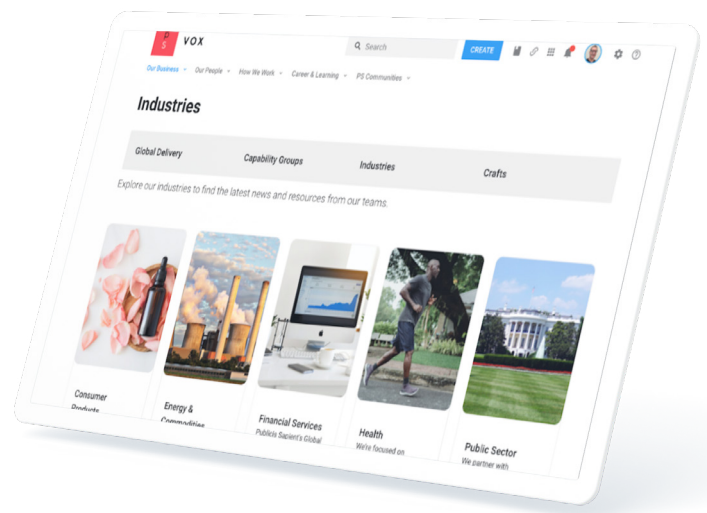 P
S
VOX
Search
CREATE
Our Business
Our People
How We Work
Career & Learning
PS Communities
Industries
Global Delivery
Capability Groups
Industries
Crafts
Explore our industries to find the latest news and resources from our teams.
Consumer
Products
Energy &
Commodities
Financial Services
Publicis Sapient's Global
Health
We're focused on
Public Sector
We partner with